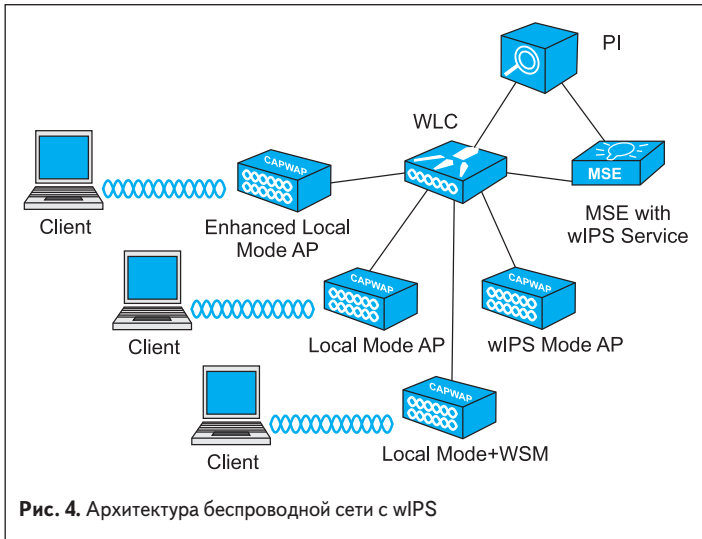 PI
WLC
MSE
MSE with
wIPS Service
CAPWAP
Client
Enhanced Local
Mode AP
CAPWAP
Client
Local Mode AP
CAPWAP
wIPS Mode AP
CAPWAP
Client
Local Mode+WSM
Рис. 4. Архитектура беспроводной сети с wIPS